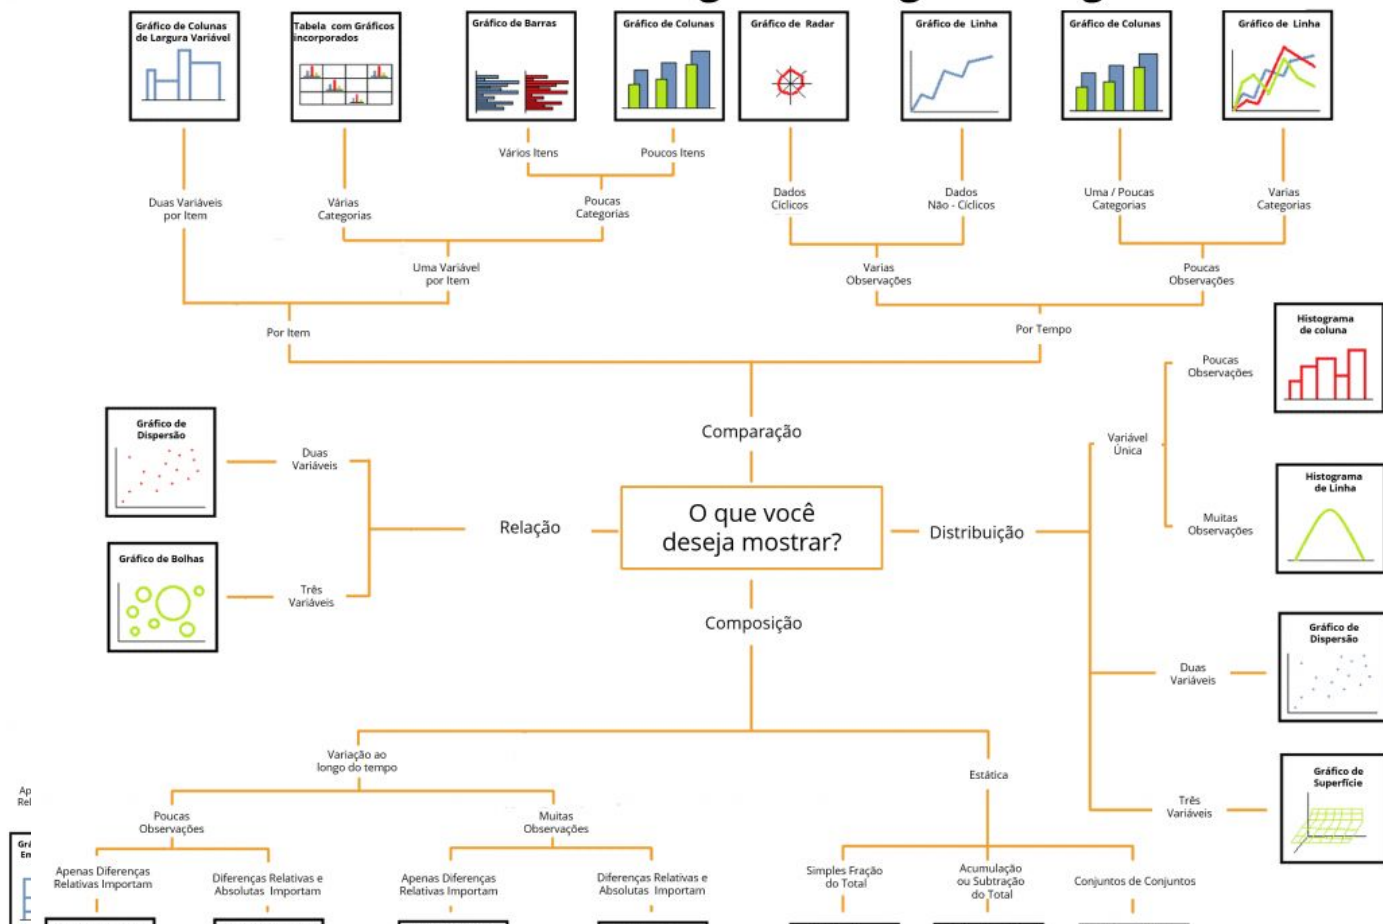 Gráfico de Colunas
de Largura Variável
Tabela com Gráficos
incorporados
Gráfico de Barras
Gráfico de Colunas
Gráfico de Radar
Gráfico de Linha
Gráfico de Colunas
Gráfico de Linha
Vários Itens
Poucos Itens
Duas Variáveis
por Item
Várias
Categorias
Poucas
Categorias
Dados
Cíclicos
Dados
Não - Cíclicos
Uma / Poucas
Categorias
Varias
Categorias
Uma Variável
por Item
Varias
Observações
Poucas
Observações
Por Item
Por Tempo
Histograma
de coluna
Poucas
Observações
Comparação
Gráfico de
Dispersão
Duas
Variáveis
Variável
Única
Histograma
de Linha
O que você
deseja mostrar?
Relação
Distribuição
Muitas
Observações
Gráfico de Bolhas
Três
Variáveis
Composição
Gráfico de
Dispersão
Duas
Variáveis
Variação ao
longo do tempo
Estática
Gráfico de
Superfície
Três
Variáveis
Poucas
Observações
Muitas
Observações
Apenas Diferenças
Relativas Importam
Diferenças Relativas e
Absolutas Importam
Apenas Diferenças
Relativas Importam
Diferenças Relativas e
Absolutas Importam
Simples Fração
do Total
Acumulação
ou Subtração
do Total
Conjuntos de Conjuntos